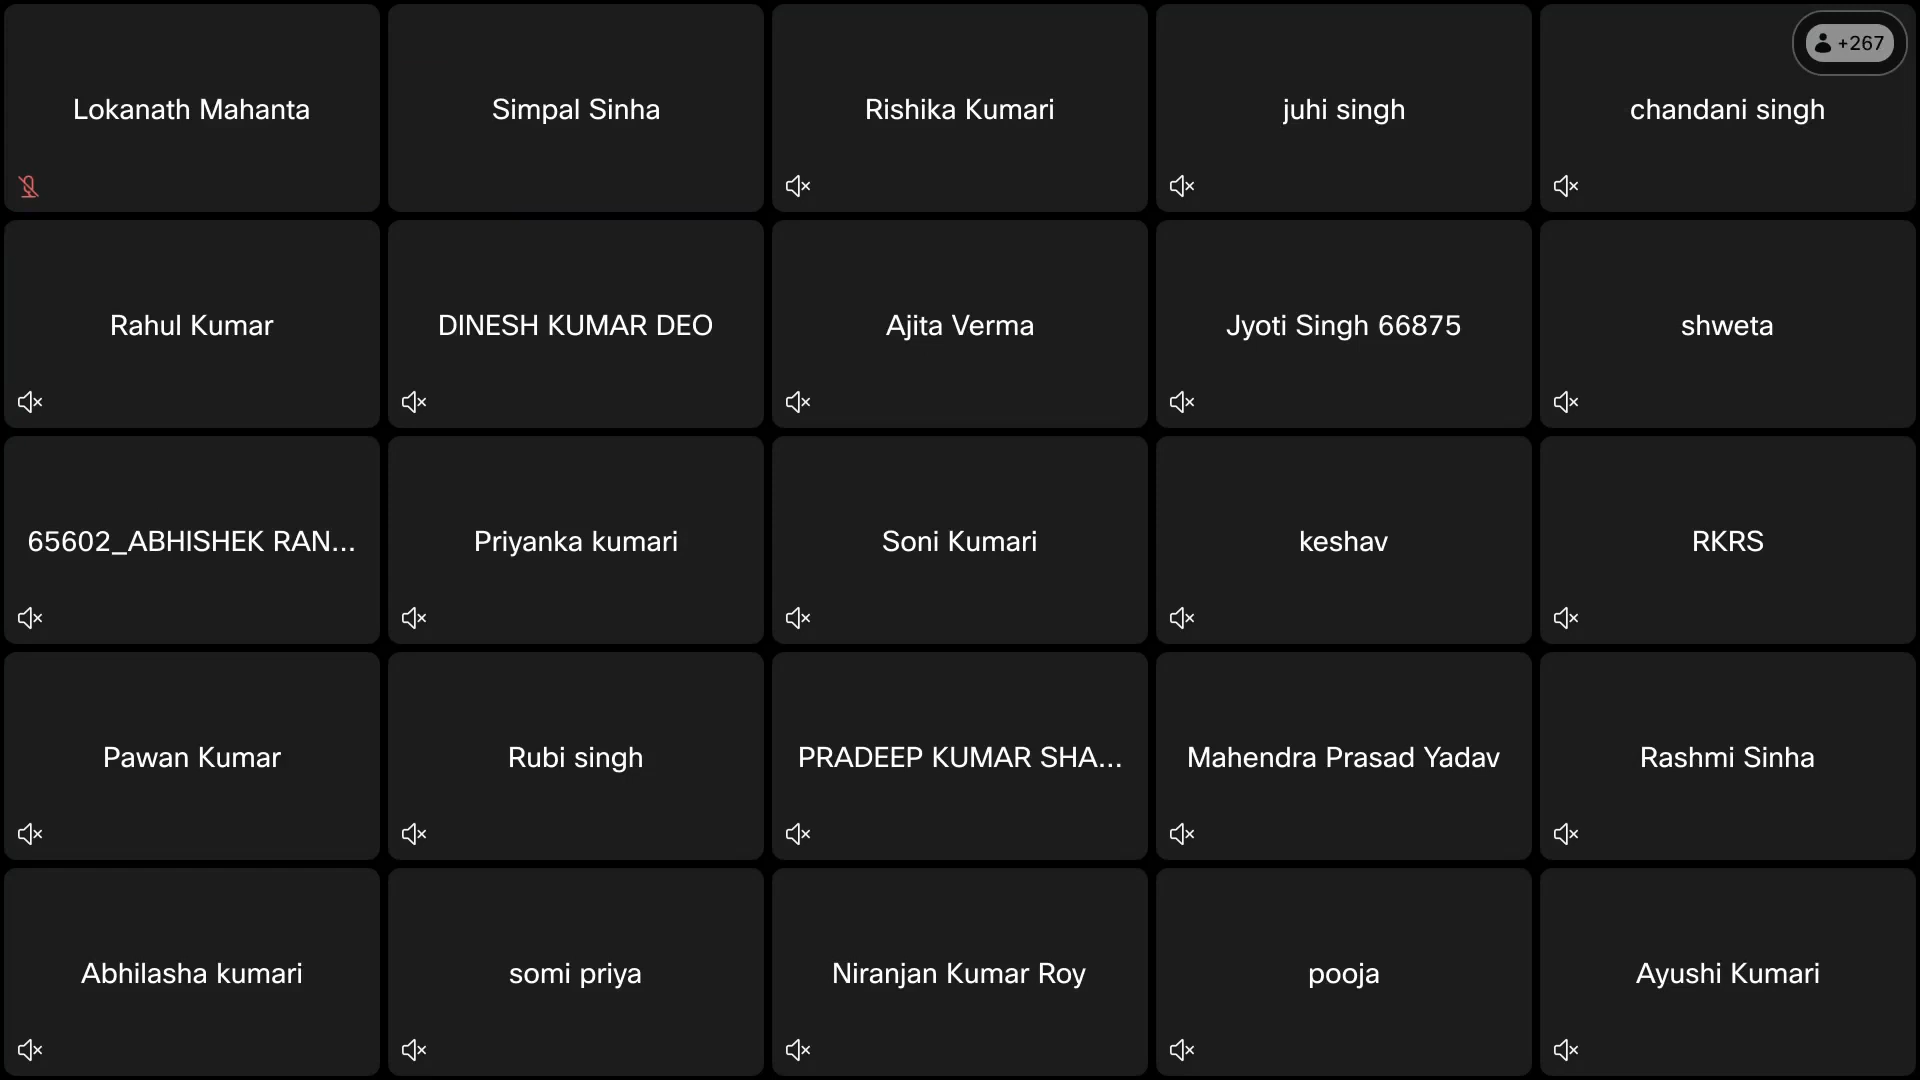 Lokanath Mahanta
Simpal Sinha
Rishika Kumari
juhi singh
chandani singh
+267
Rahul Kumar
DINESH KUMAR DEO
Ajita Verma
Jyoti Singh 66875
shweta
65602_ABHISHEK RAN...
Priyanka kumari
Soni Kumari
keshav
RKRS
Pawan Kumar
Rubi singh
PRADEEP KUMAR SHA...
Mahendra Prasad Yadav
Rashmi Sinha
Abhilasha kumari
somi priya
Niranjan Kumar Roy
pooja
Ayushi Kumari